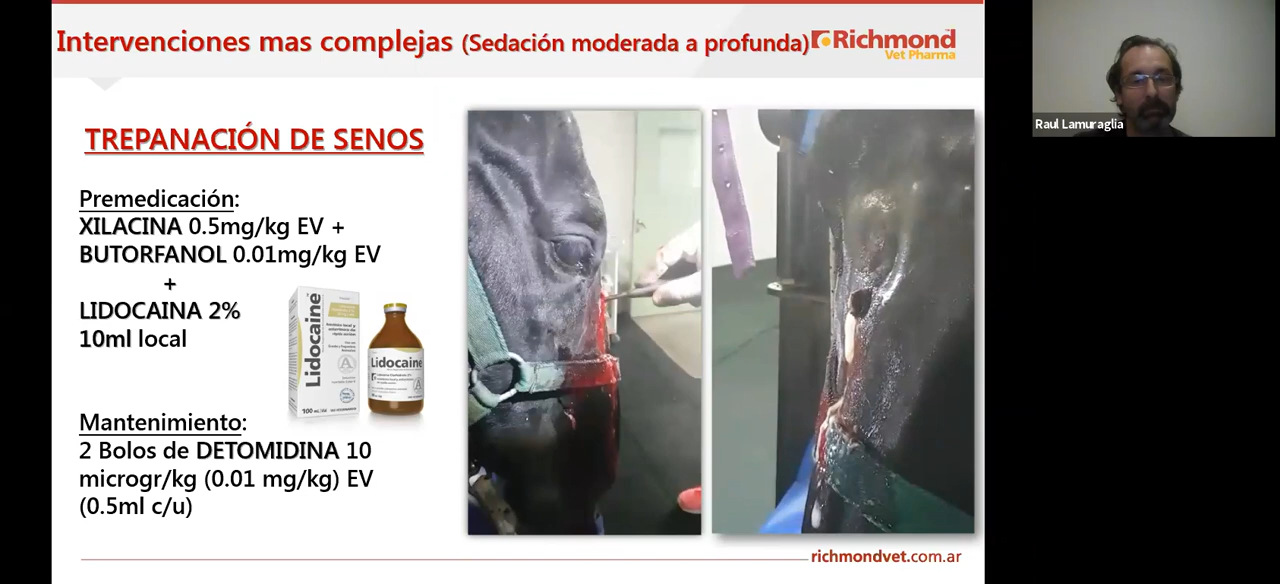 Intervenciones mas complejas (Sedación moderada a profunda)
Richmond
Vet Pharma
Raul Lamuraglia
TREPANACIÓN DE SENOS
Premedicación:
XILACINA 0.5mg/kg EV +
BUTORFANOL 0.01mg/kg EV
+
LIDOCAINA 2%
10ml local
Lidocaine
100 mL
Lidocaine
Mantenimiento:
2 Bolos de DETOMIDINA 10
microgr/kg (0.01 mg/kg) EV
(0.5ml c/u)
richmondvet.com.ar